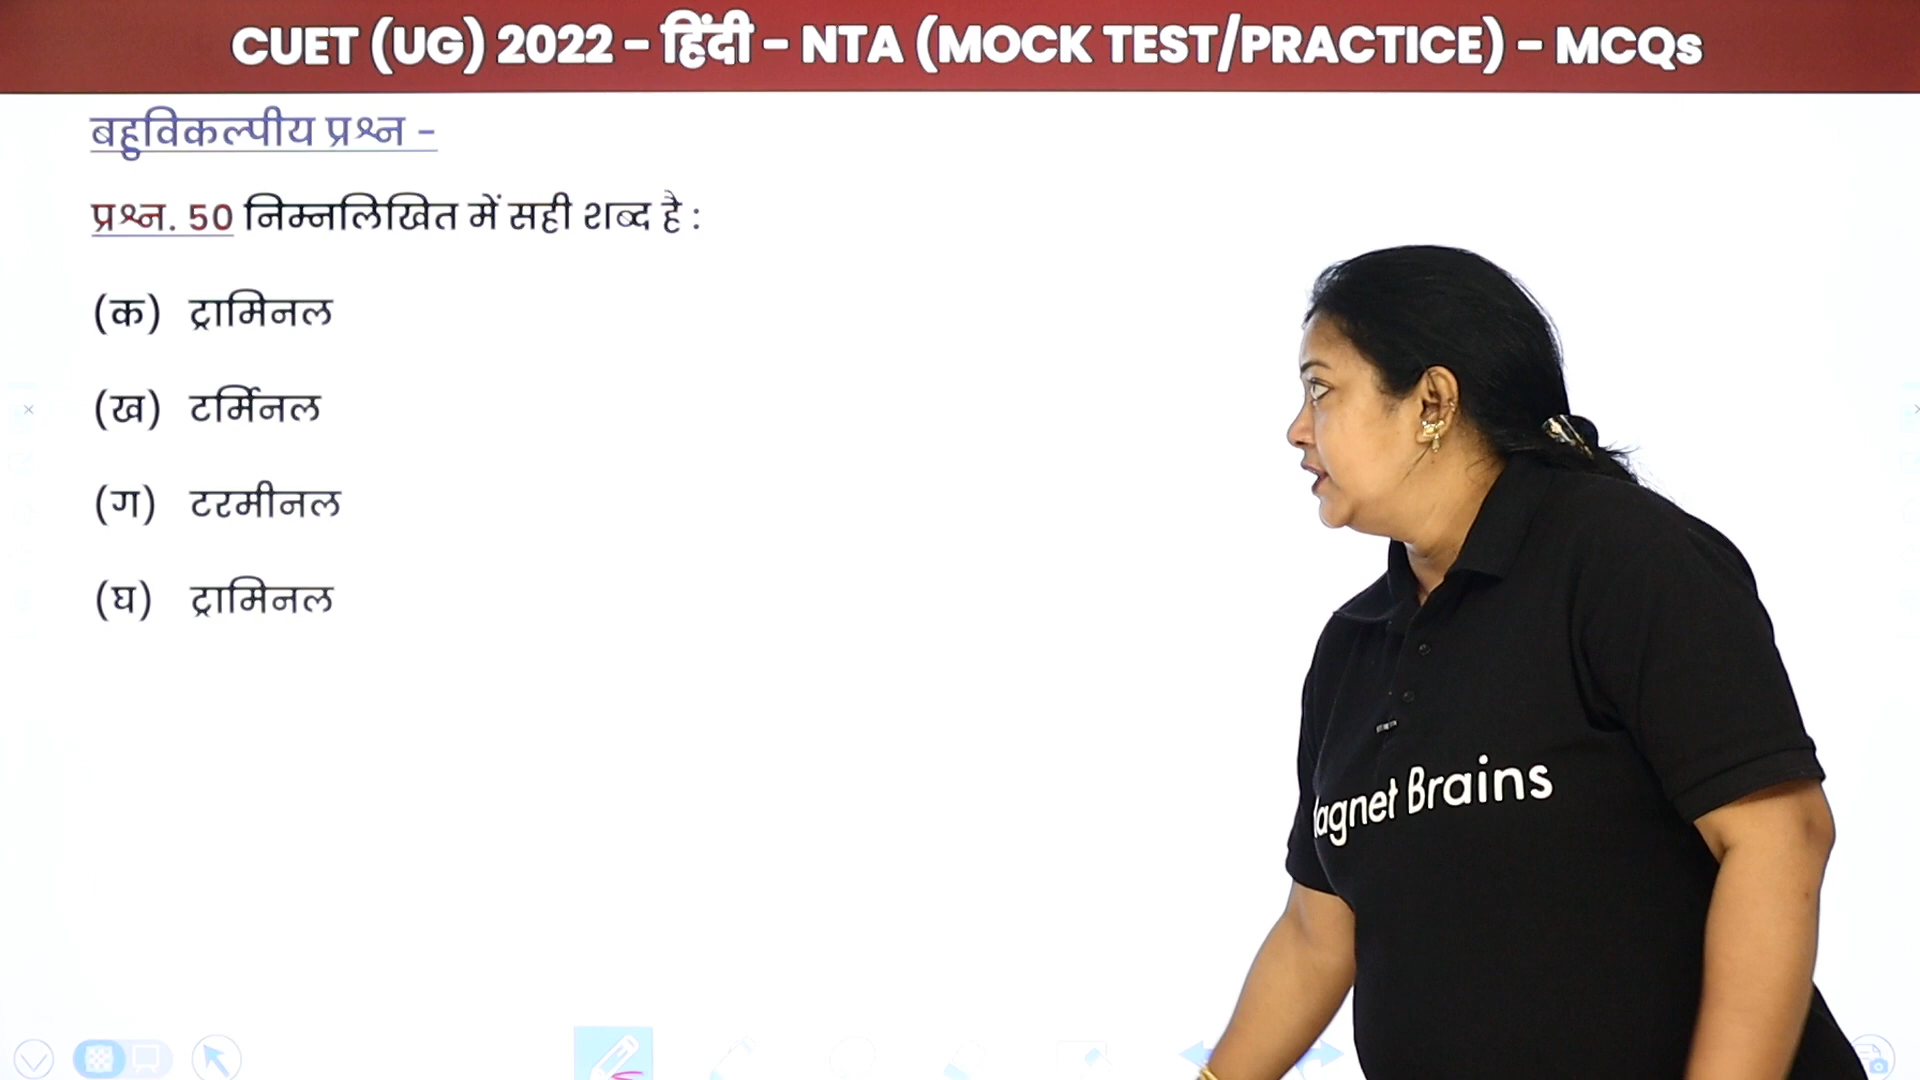 CUET (UG) 2022 - हिंदी - NTA (MOCK TEST/PRACTICE) - MCQs
बहुविकल्पीय प्रश्न -
प्रश्न. 50 निम्नलिखित में सही शब्द है :
(क) ट्रामिनल
(ख) टर्मिनल
(ग) टरमीनल
(घ) ट्रामिनल
agnet Brains